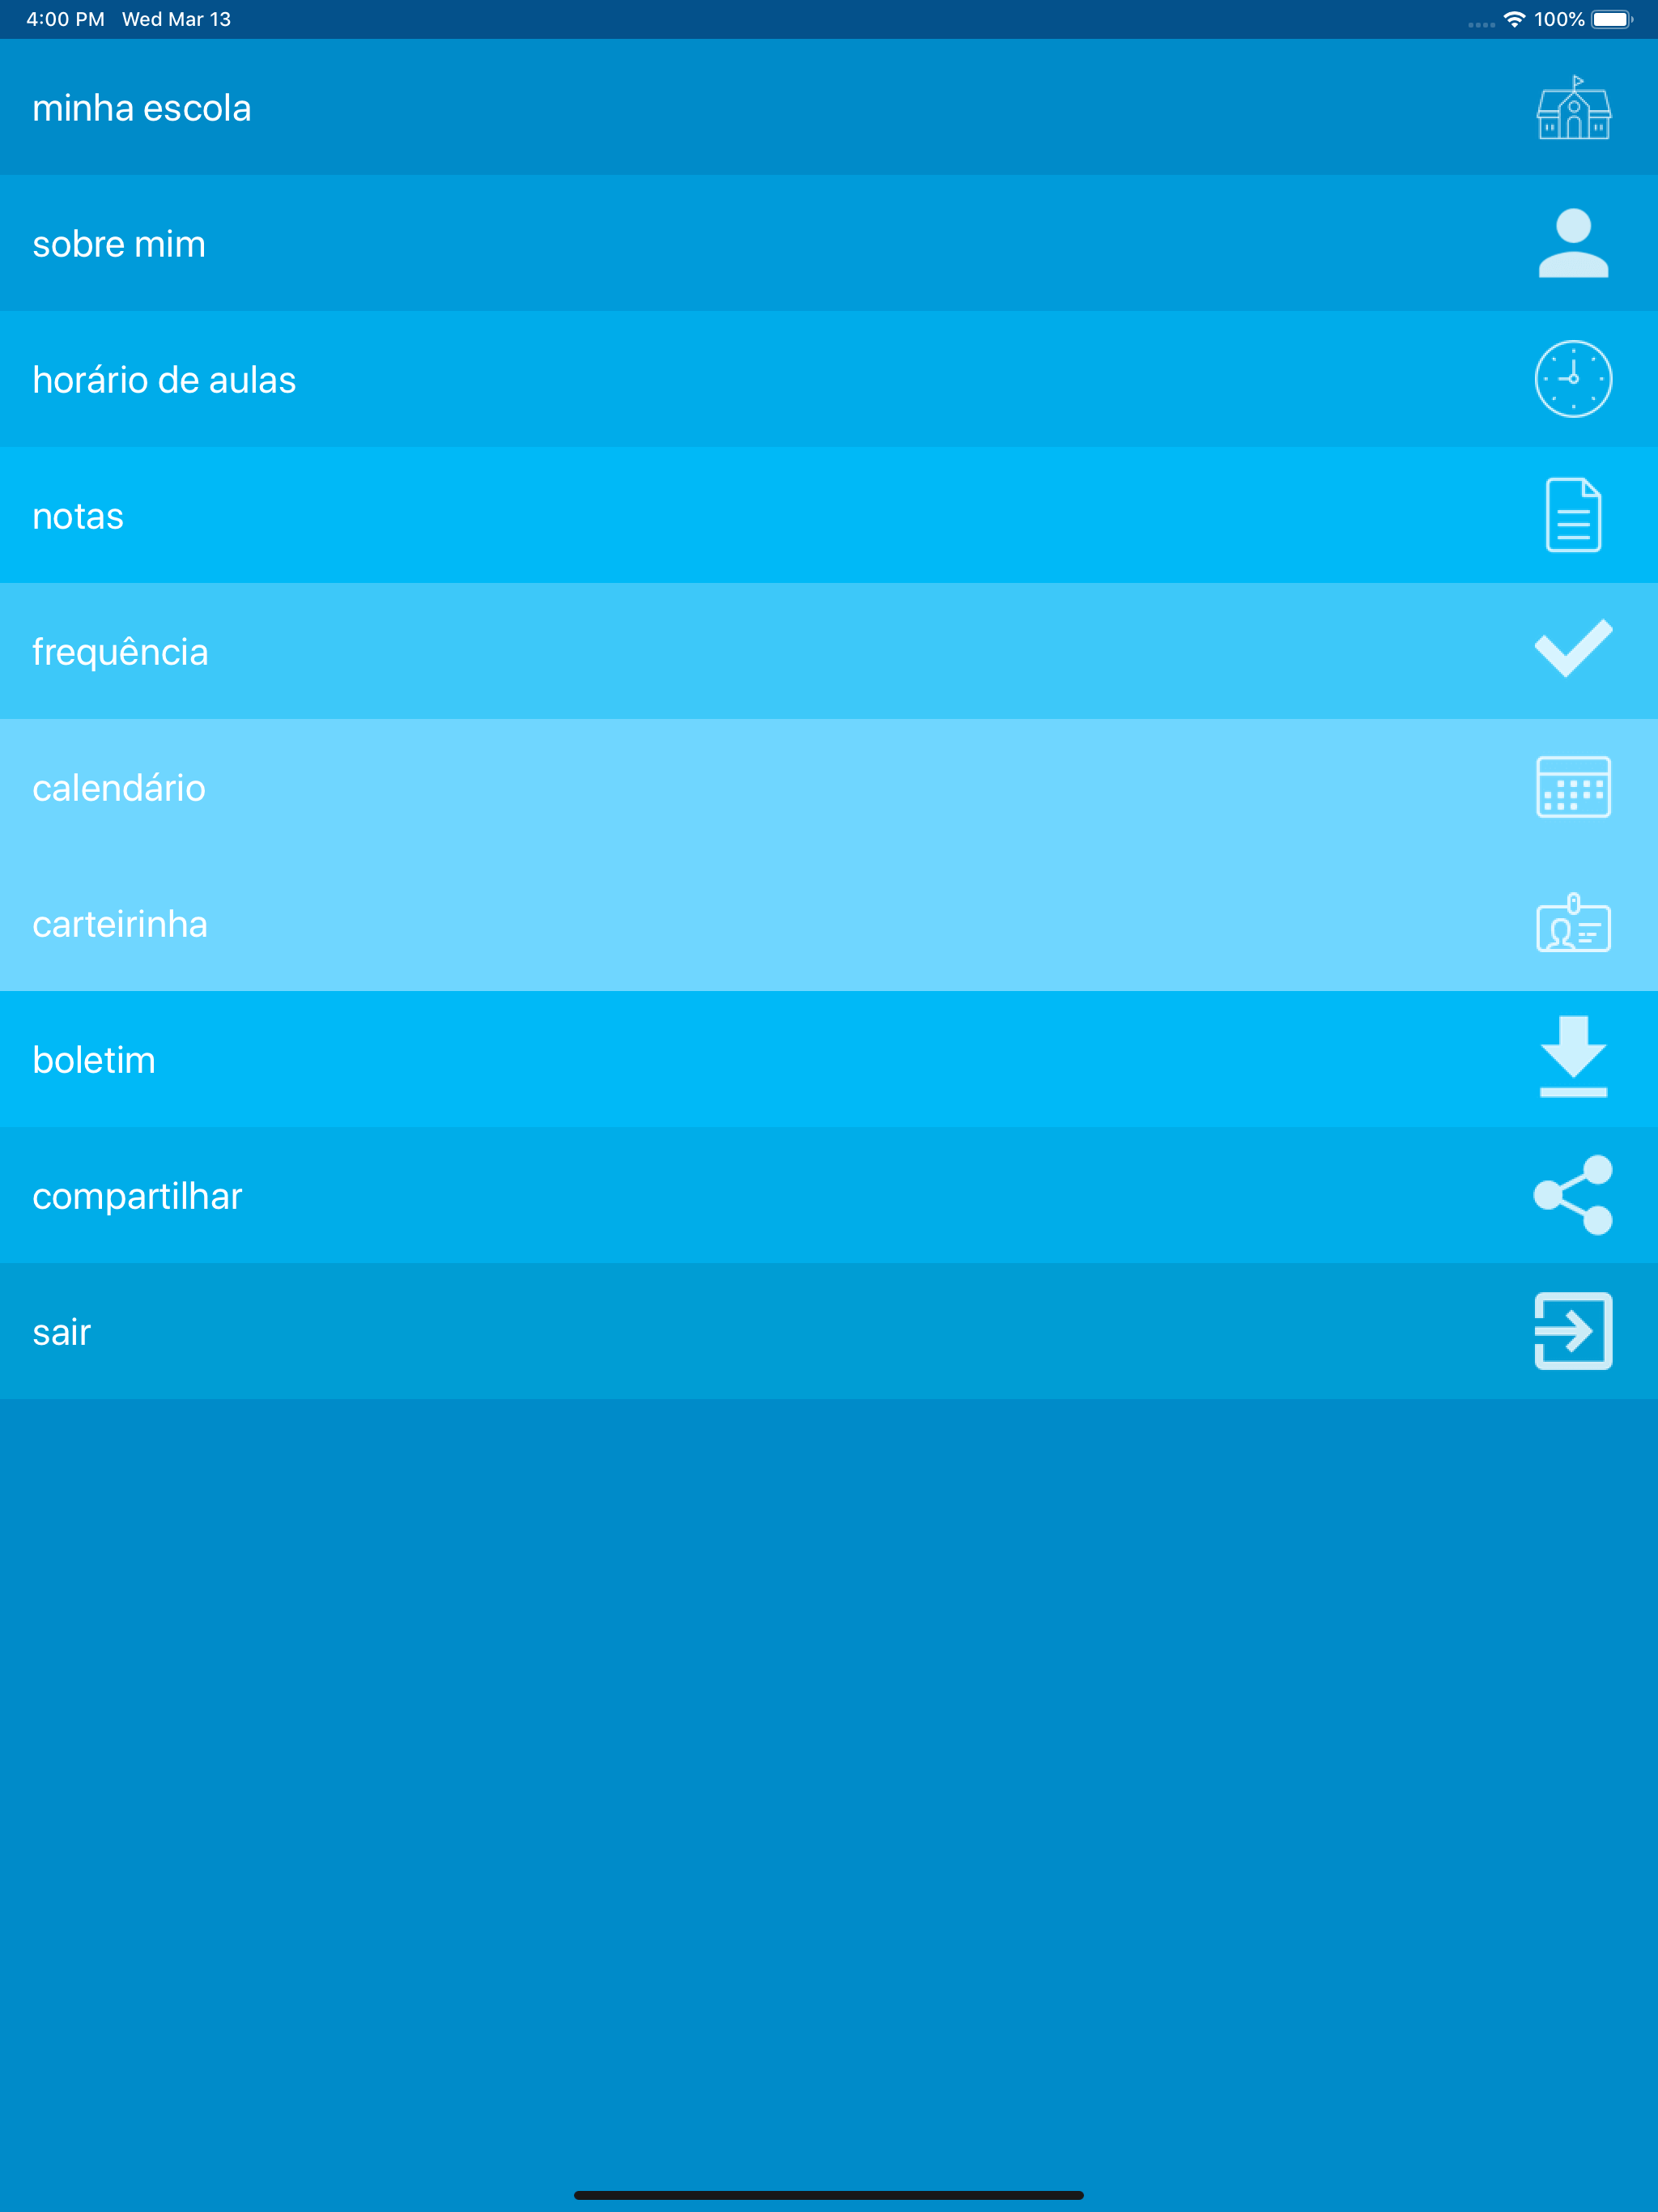 4:00 PM Wed Mar 13 100%
minha escola
sobre mim
horário de aulas
notas
frequência
calendário
carteirinha
boletim
compartilhar
sair